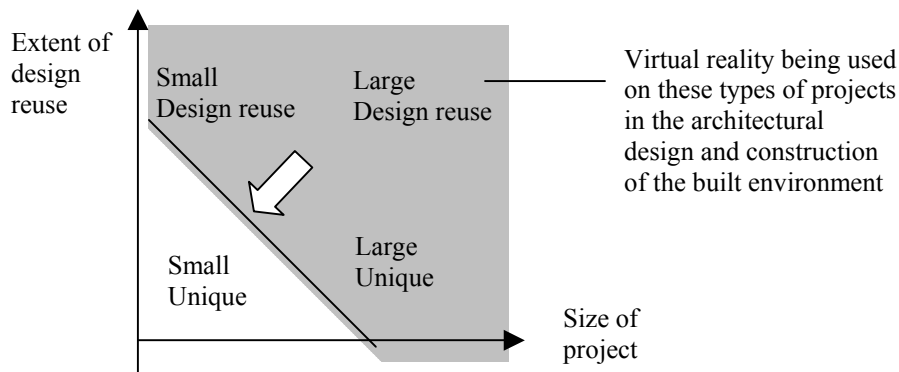 Extent of
design
reuse
Small
Design reuse
Large
Design reuse
Virtual reality being used
on these types of projects
in the architectural
design and construction
of the built environment
Small
Unique
Large
Unique
Size of
project